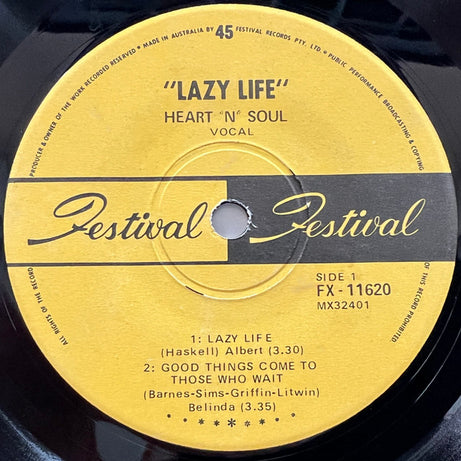 45
PRODUCER & OWNER OF THE WORK RECORDED RESERVED • MADE IN AUSTRALIA BY FESTIVAL RECORDS PTY. LTD • PUBLIC PERFORMANCE BROADCASTING & COPYING
"LAZY LIFE"
HEART "N" SOUL
VOCAL
Festival Festival
SIDE 1
FX-11620
MX32401
ALL RIGHTS OF THE RECORD
OF THIS RECORD PROHIBITED
1: LAZY LIFE
(Haskell) Albert (3.30)
2: GOOD THINGS COME TO
THOSE WHO WAIT
(Barnes-Sims-Griffin-Litwin)
Belinda (3.35)